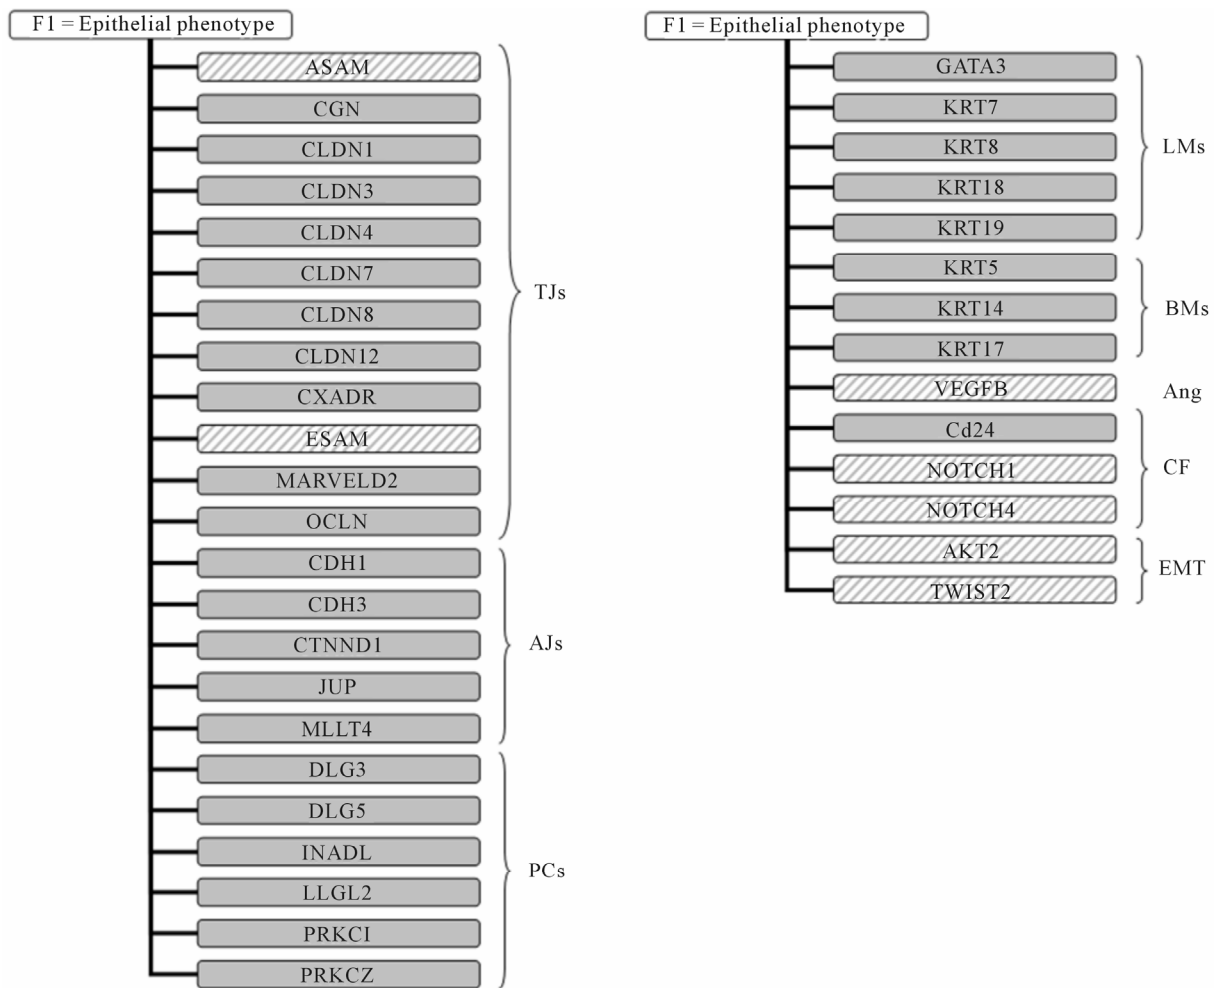 F1 = Epithelial phenotype
ASAM
CGN
CLDN1
CLDN3
CLDN4
CLDN7
CLDN8
CLDN12
CXADR
ESAM
MARVELD2
OCLN
TJs
CDH1
CDH3
CTNND1
JUP
MLLT4
AJs
DLG3
DLG5
INADL
LLGL2
PRKCI
PRKCZ
PCs
F1 = Epithelial phenotype
GATA3
KRT7
KRT8
KRT18
KRT19
LMs
KRT5
KRT14
KRT17
BMs
VEGFB
Ang
Cd24
NOTCH1
NOTCH4
CF
AKT2
TWIST2
EMT